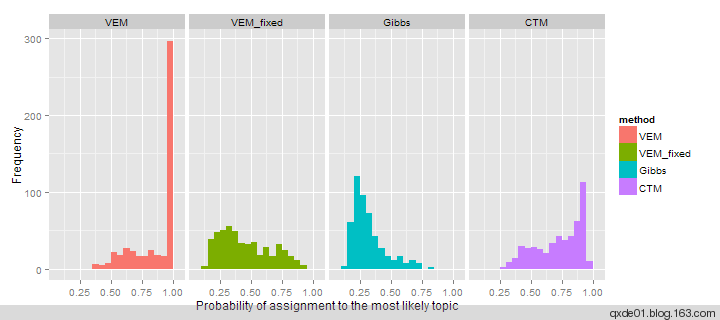 VEM VEM_fixed Gibbs CTM
300
200
100
0
Frequency
0.25 0.50 0.75 1.00 0.25 0.50 0.75 1.00 0.25 0.50 0.75 1.00 0.25 0.50 0.75 1.00
Probability of assignment to the most likely topic
method
VEM
VEM_fixed
Gibbs
CTM
qxde01.blog.163.com